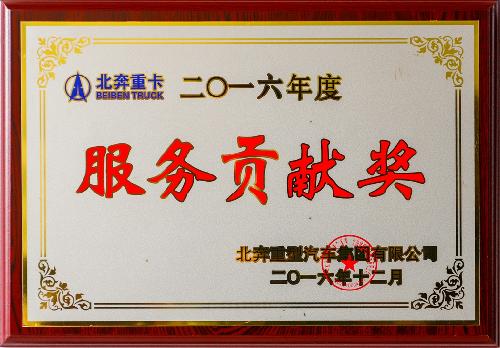 北奔重卡 二〇一六年度
BEIBEN TRUCK
服务贡献奖
北奔重型汽车集团有限公司
二〇一六年十二月